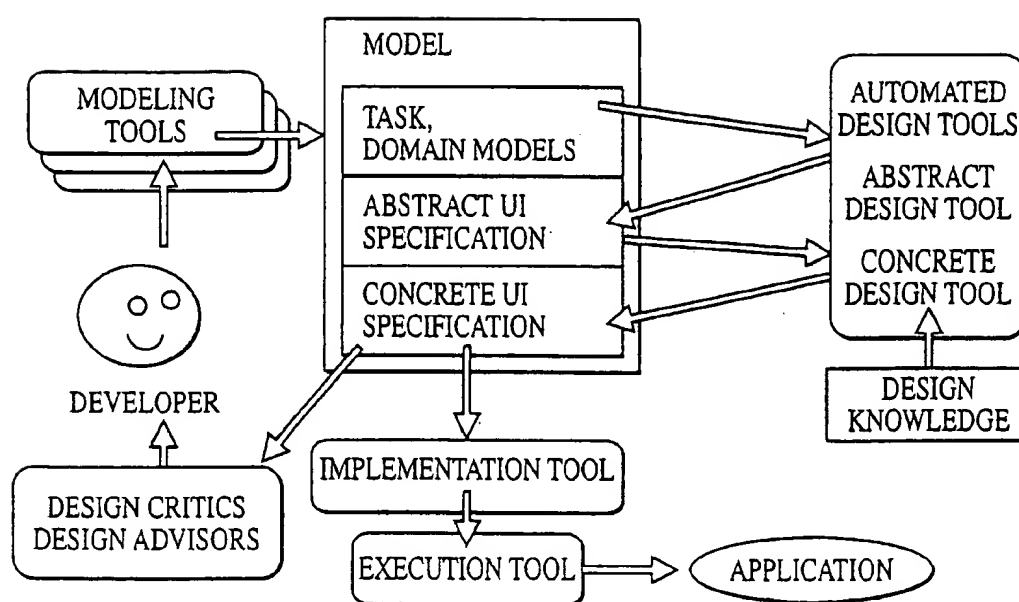 MODEL
MODELING
TOOLS
TASK,
DOMAIN MODELS
ABSTRACT UI
SPECIFICATION
CONCRETE UI
SPECIFICATION
AUTOMATED
DESIGN TOOLS
ABSTRACT
DESIGN TOOL
CONCRETE
DESIGN TOOL
DESIGN
KNOWLEDGE
DEVELOPER
DESIGN CRITICS
DESIGN ADVISORS
IMPLEMENTATION TOOL
EXECUTION TOOL
APPLICATION